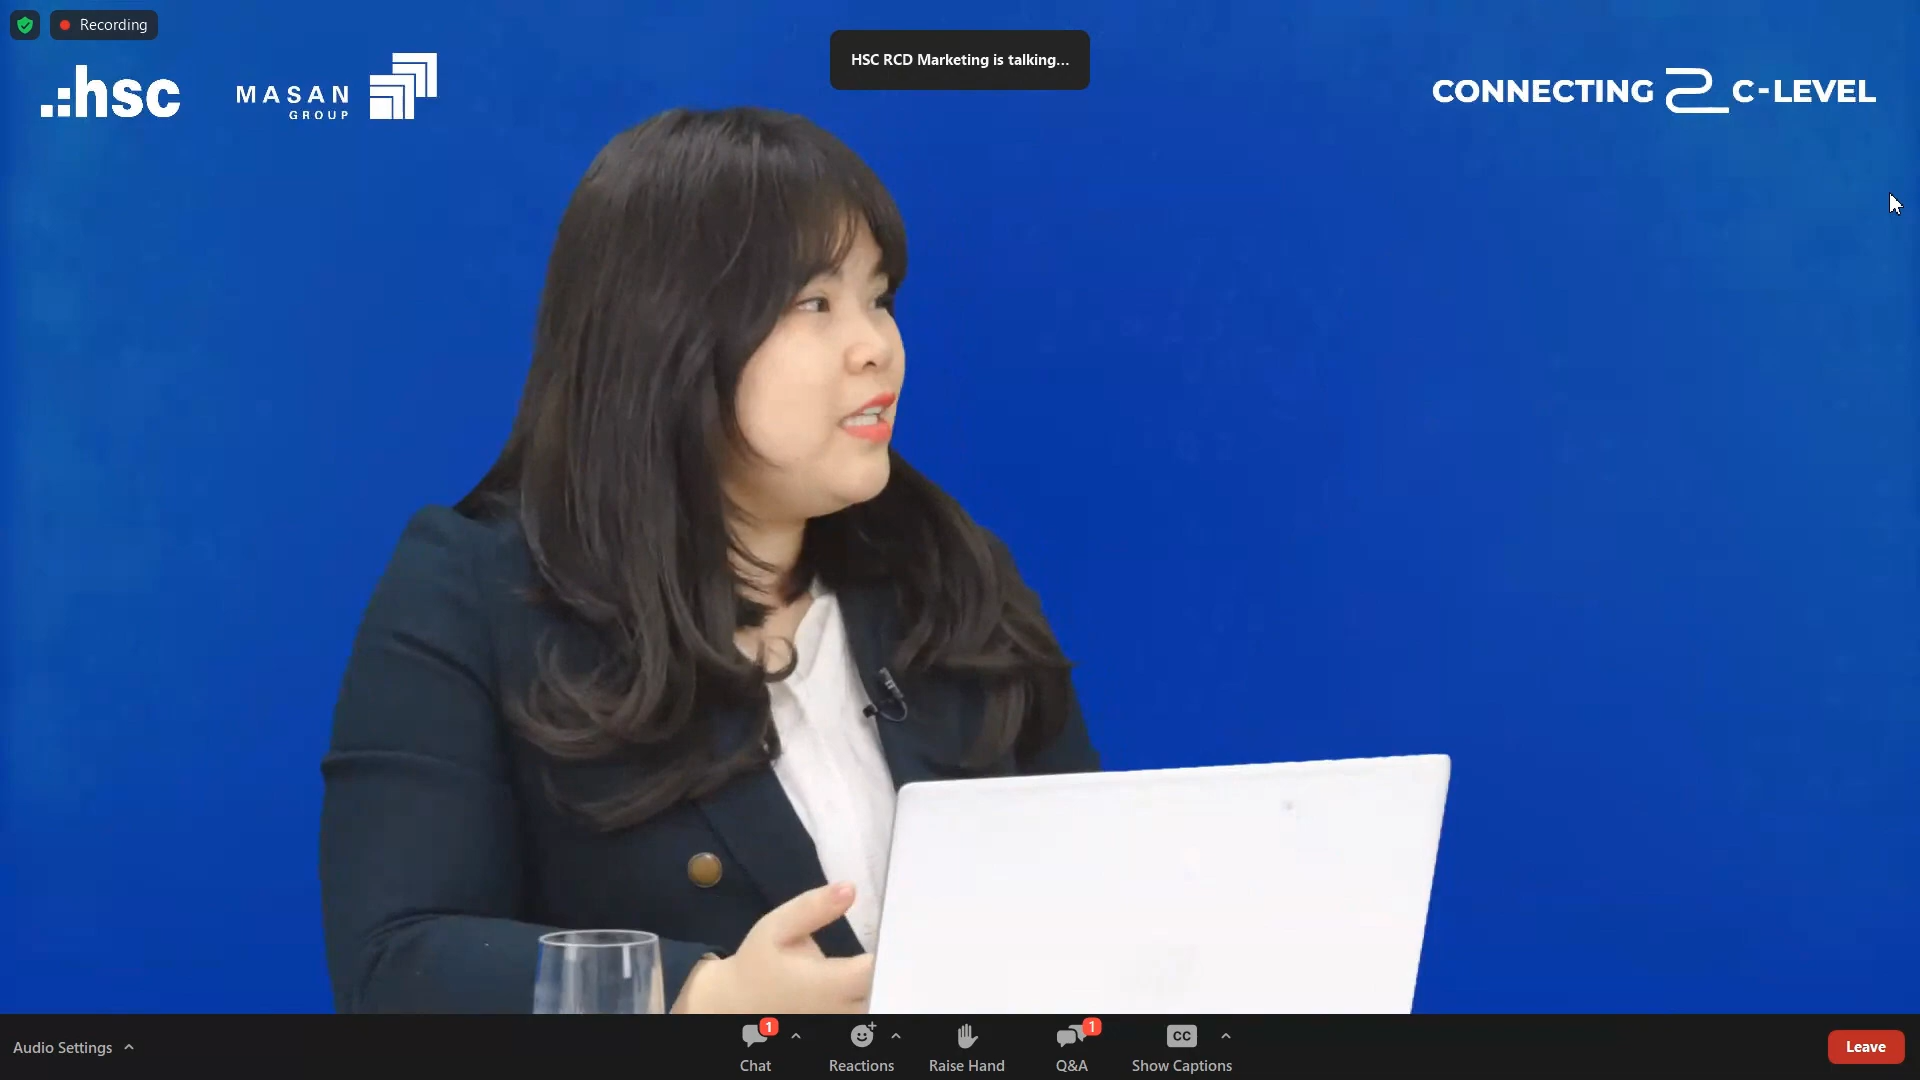 Recording
HSC RCD Marketing is talking...
.:hsc
MASAN
GROUP
CONNECTING 2 C-LEVEL
Audio Settings
1
Chat
Reactions
Raise Hand
1
Q&A
CC
Show Captions
Leave